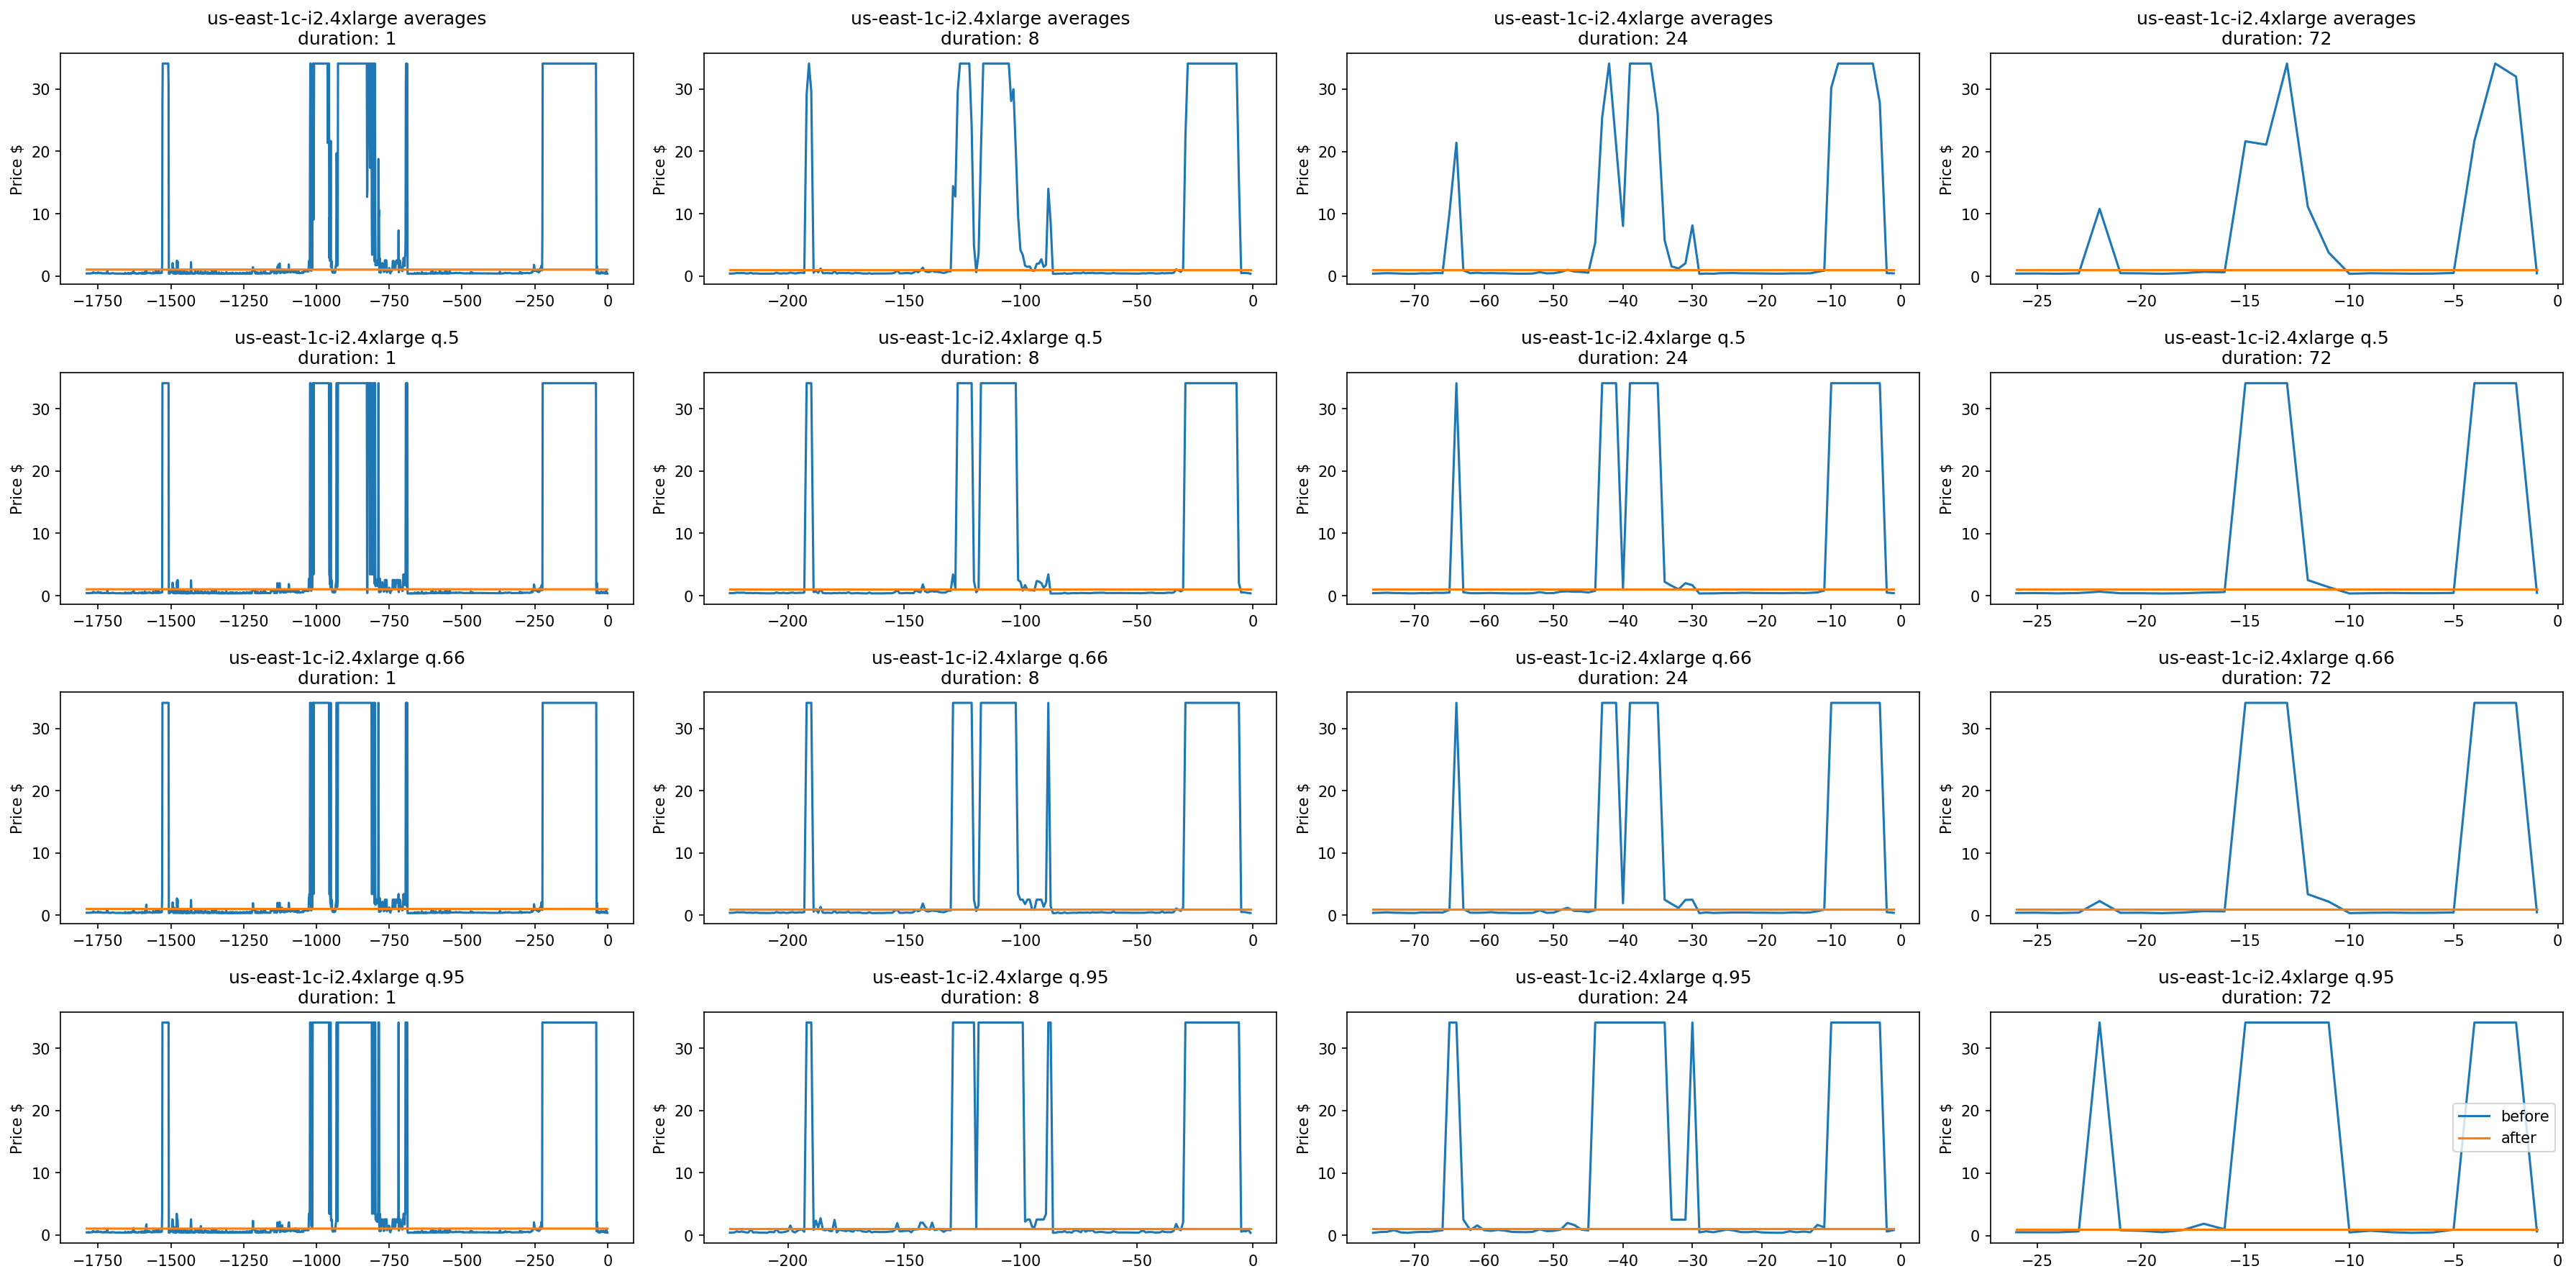 us-east-1c-i2.4xlarge averages
duration: 1
Price $
30
20
10
0
−1750 −1500 −1250 −1000 −750 −500 −250 0
us-east-1c-i2.4xlarge averages
duration: 8
Price $
30
20
10
0
−200 −150 −100 −50 0
us-east-1c-i2.4xlarge averages
duration: 24
Price $
30
20
10
0
−70 −60 −50 −40 −30 −20 −10 0
us-east-1c-i2.4xlarge averages
duration: 72
Price $
30
20
10
0
−25 −20 −15 −10 −5 0
us-east-1c-i2.4xlarge q.5
duration: 1
Price $
30
20
10
0
−1750 −1500 −1250 −1000 −750 −500 −250 0
us-east-1c-i2.4xlarge q.5
duration: 8
Price $
30
20
10
0
−200 −150 −100 −50 0
us-east-1c-i2.4xlarge q.5
duration: 24
Price $
30
20
10
0
−70 −60 −50 −40 −30 −20 −10 0
us-east-1c-i2.4xlarge q.5
duration: 72
Price $
30
20
10
0
−25 −20 −15 −10 −5 0
us-east-1c-i2.4xlarge q.66
duration: 1
Price $
30
20
10
0
−1750 −1500 −1250 −1000 −750 −500 −250 0
us-east-1c-i2.4xlarge q.66
duration: 8
Price $
30
20
10
0
−200 −150 −100 −50 0
us-east-1c-i2.4xlarge q.66
duration: 24
Price $
30
20
10
0
−70 −60 −50 −40 −30 −20 −10 0
us-east-1c-i2.4xlarge q.66
duration: 72
Price $
30
20
10
0
−25 −20 −15 −10 −5 0
us-east-1c-i2.4xlarge q.95
duration: 1
Price $
30
20
10
0
−1750 −1500 −1250 −1000 −750 −500 −250 0
us-east-1c-i2.4xlarge q.95
duration: 8
Price $
30
20
10
0
−200 −150 −100 −50 0
us-east-1c-i2.4xlarge q.95
duration: 24
Price $
30
20
10
0
−70 −60 −50 −40 −30 −20 −10 0
us-east-1c-i2.4xlarge q.95
duration: 72
Price $
30
20
10
0
−25 −20 −15 −10 −5 0
before
after